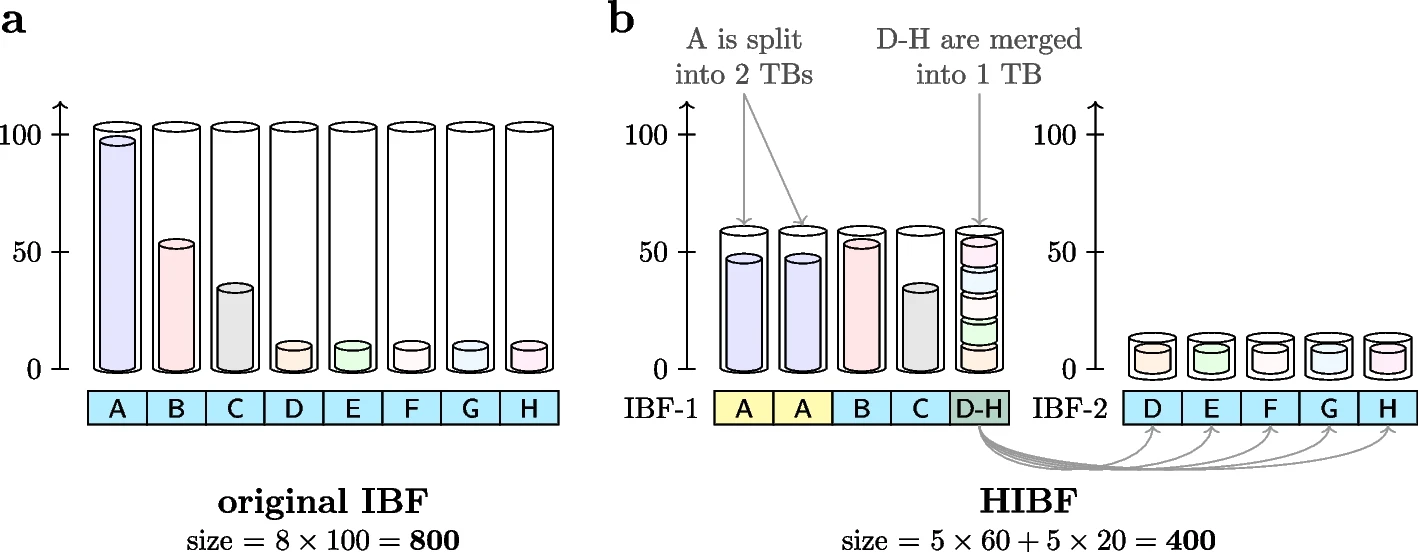 a
100
50
0
A B C D E F G H
original IBF
size = 8 × 100 = 800
b
A is split
into 2 TBs
D-H are merged
into 1 TB
100
50
0
IBF-1 A A B C D-H
100
50
0
IBF-2 D E F G H
HIBF
size = 5 × 60 + 5 × 20 = 400